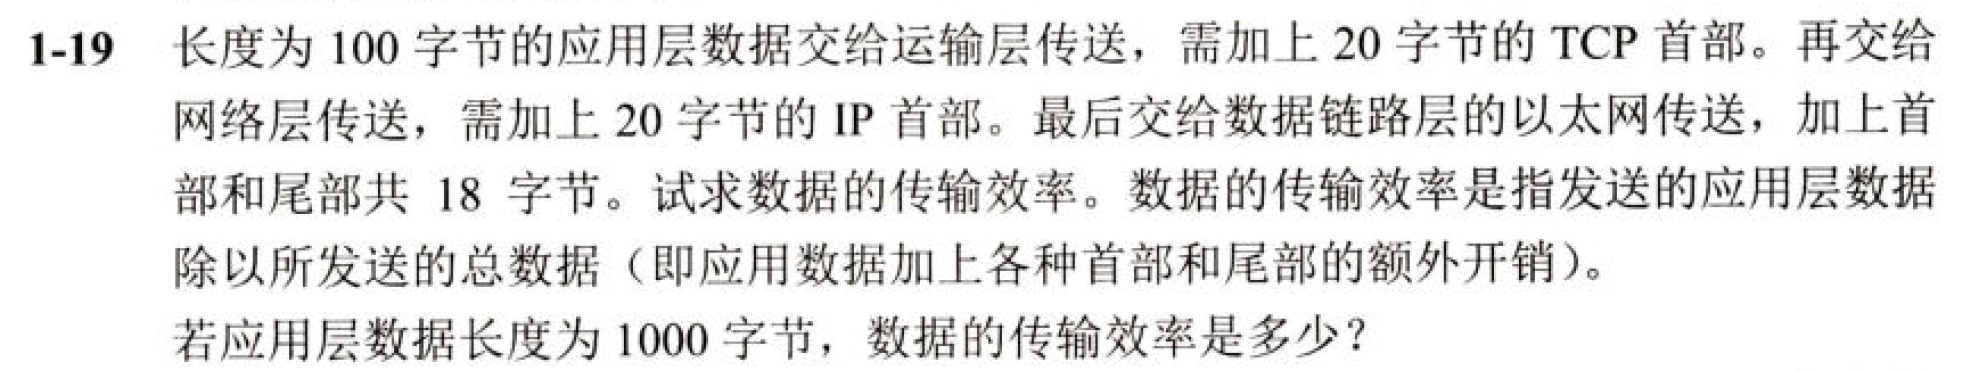 1-19 长度为 100 字节的应用层数据交给运输层传送，需加上 20 字节的 TCP 首部。再交给
网络层传送，需加上 20 字节的 IP 首部。最后交给数据链路层的以太网传送，加上首
部和尾部共 18 字节。试求数据的传输效率。数据的传输效率是指发送的应用层数据
除以所发送的总数据（即应用数据加上各种首部和尾部的额外开销）。
若应用层数据长度为 1000 字节，数据的传输效率是多少？